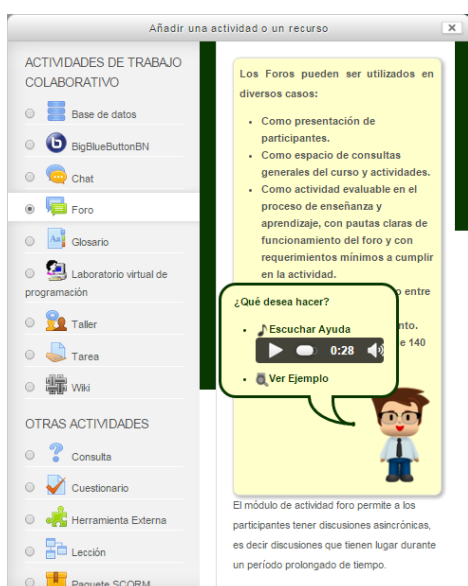 Añadir una actividad o un recurso
x
ACTIVIDADES DE TRABAJO
COLABORATIVO
Base de datos
BigBlueButtonBN
Chat
Foro
Glosario
Laboratorio virtual de
programación
Taller
Tarea
Wiki
OTRAS ACTIVIDADES
Consulta
Cuestionario
Herramienta Externa
Lección
Paquete SCORM
Los Foros pueden ser utilizados en
diversos casos:
Como presentación de
participantes.
Como espacio de consultas
generales del curso y actividades.
Como actividad evaluable en el
proceso de enseñanza y
aprendizaje, con pautas claras de
funcionamiento del foro y con
requerimientos mínimos a cumplir
en la actividad.
entre
140
¿Qué desea hacer?
Escuchar Ayuda
0:28
Ver Ejemplo
El módulo de actividad foro permite a los
participantes tener discusiones asincrónicas,
es decir discusiones que tienen lugar durante
un período prolongado de tiempo.